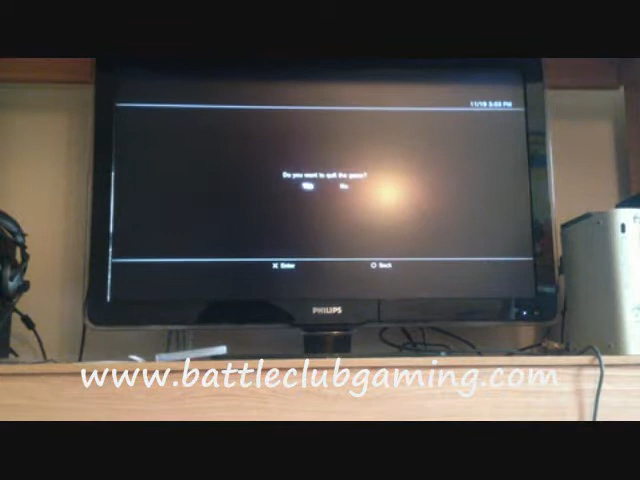 11/19 3:03 PM
Do you want to quit the game?
Yes No
X Enter O Back
PHILIPS
www.battleclubgaming.com